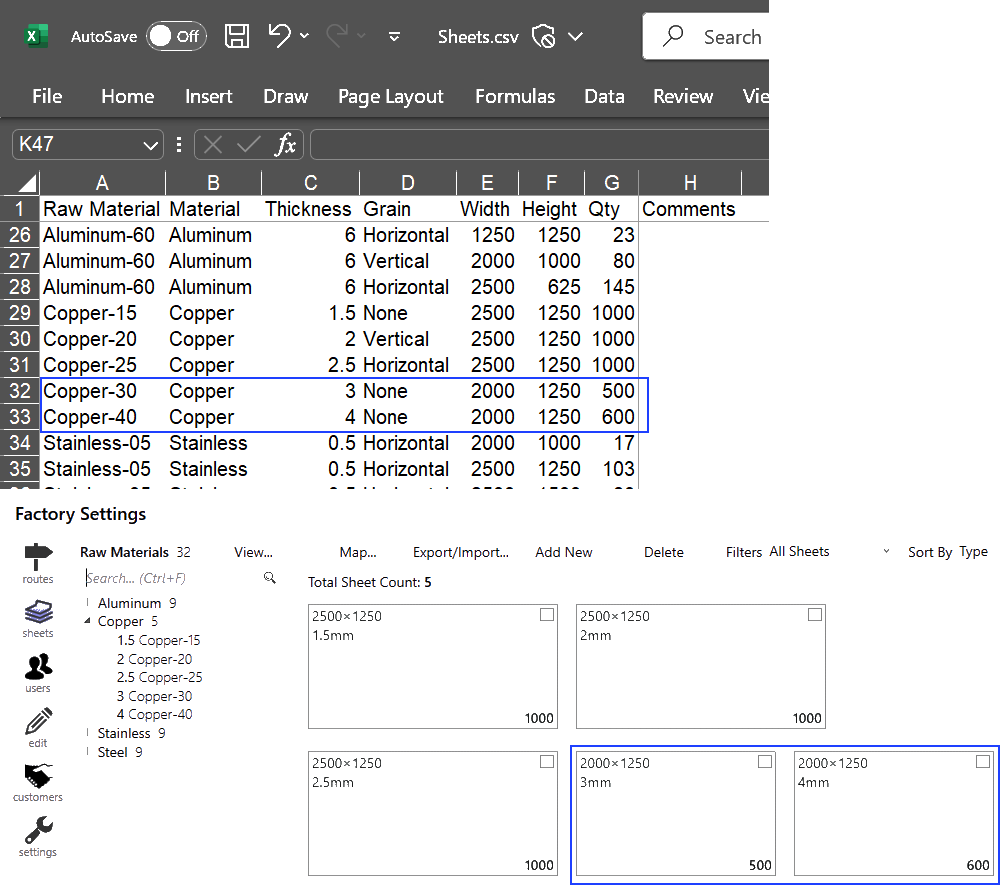 AutoSave Off Sheets.csv Search
File Home Insert Draw Page Layout Formulas Data Review Vie
K47 fx
A B C D E F G H
1 Raw Material Material Thickness Grain Width Height Qty Comments
26 Aluminum-60 Aluminum 6 Horizontal 1250 1250 23
27 Aluminum-60 Aluminum 6 Vertical 2000 1000 80
28 Aluminum-60 Aluminum 6 Horizontal 2500 625 145
29 Copper-15 Copper 1.5 None 2500 1250 1000
30 Copper-20 Copper 2 Vertical 2500 1250 1000
31 Copper-25 Copper 2.5 Horizontal 2500 1250 1000
32 Copper-30 Copper 3 None 2000 1250 500
33 Copper-40 Copper 4 None 2000 1250 600
34 Stainless-05 Stainless 0.5 Horizontal 2000 1000 17
35 Stainless-05 Stainless 0.5 Horizontal 2500 1250 103
Factory Settings
routes
sheets
users
edit
customers
settings
Raw Materials 32 View... Map... Export/Import... Add New Delete Filters All Sheets Sort By Type
Search... (Ctrl+F)
Aluminum 9
Copper 5
1.5 Copper-15
2 Copper-20
2.5 Copper-25
3 Copper-30
4 Copper-40
Stainless 9
Steel 9
Total Sheet Count: 5
2500×1250
1.5mm
1000
2500×1250
2mm
1000
2500×1250
2.5mm
1000
2000×1250
3mm
500
2000×1250
4mm
600